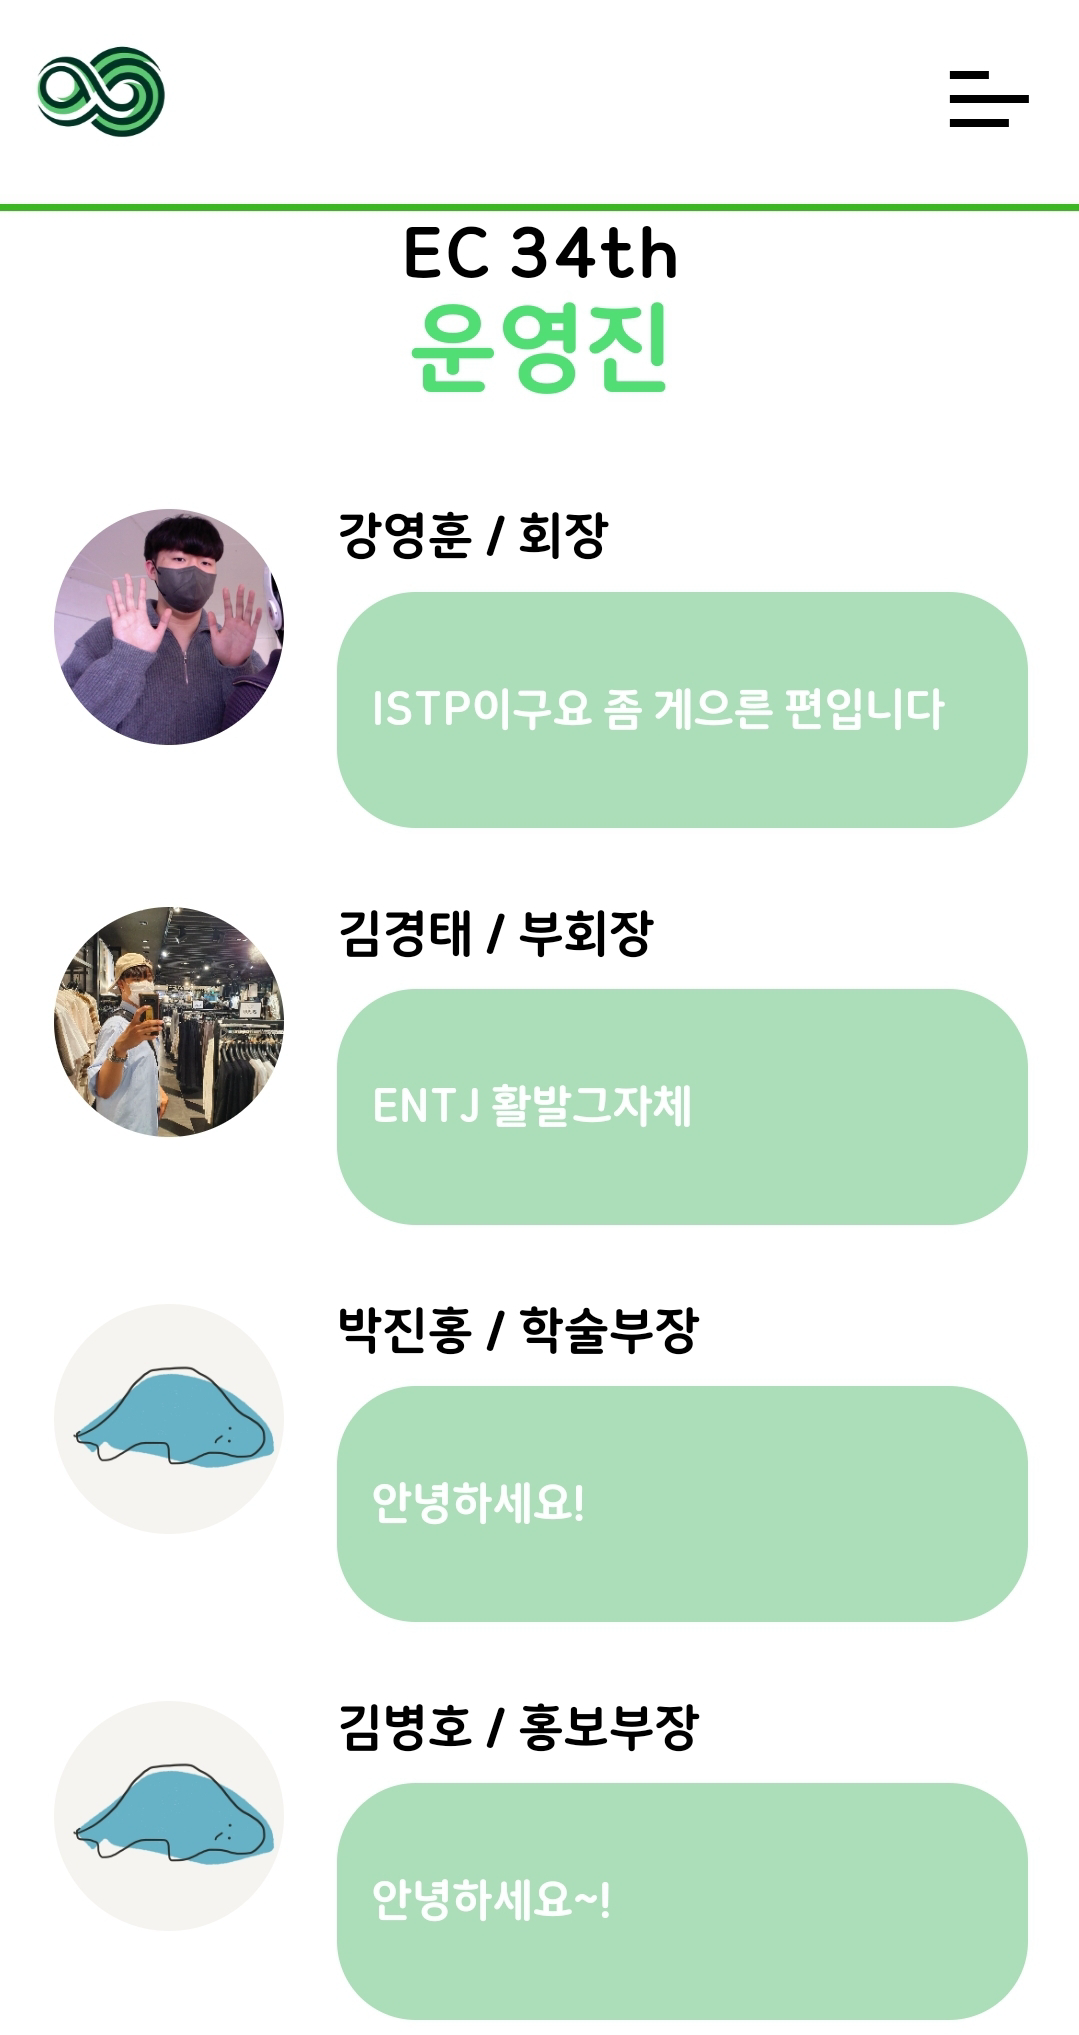 EC 34th
운영진
강영훈 / 회장
ISTP이구요 좀 게으른 편입니다
김경태 / 부회장
ENTJ 활발그자체
박진홍 / 학술부장
안녕하세요!
김병호 / 홍보부장
안녕하세요~!